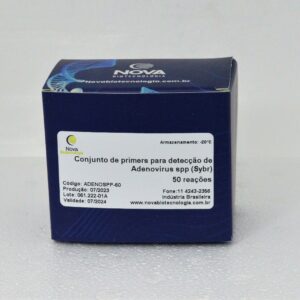 NOVA
BIOTECNOLOGIA
Novabiotecnologia.com.br
Armazenamento: -20°C
Nova
Conjunto de primers para detecção de
Adenovirus spp (Sybr)
50 reações
Código: ADENOSPP-50
Produção: 07/2023
Lote: 061.222-01A
Validade: 07/2024
Fone:11 4243-2356
Indústria Brasileira
www.novabiotecnologia.com.br